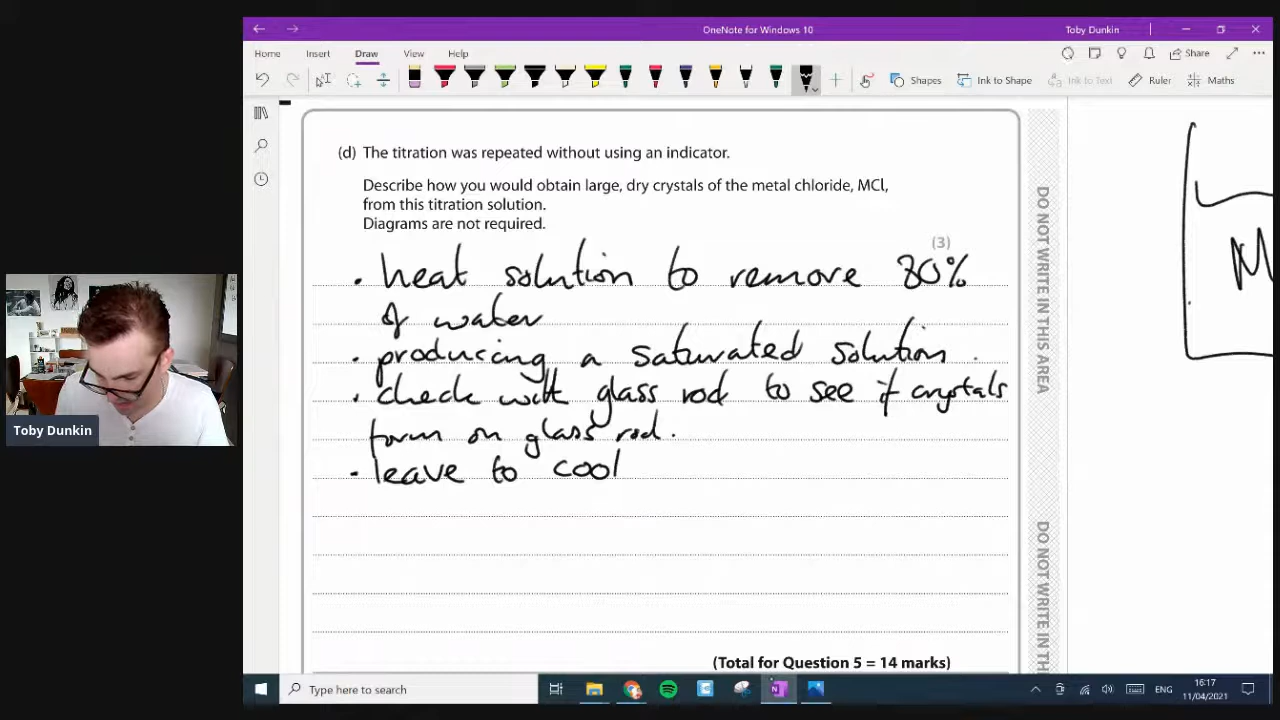 OneNote for Windows 10
Toby Dunkin
Home Insert Draw View Help
Share
Shapes
Ink to Shape
Ink to Text
Ruler
Maths
(d) The titration was repeated without using an indicator.
Describe how you would obtain large, dry crystals of the metal chloride, MCl,
from this titration solution.
Diagrams are not required.
(3)
• heat solution to remove 80%
of water
• producing a saturated solution.
• check with glass rod to see if crystals
form on glass rod.
• leave to cool
(Total for Question 5 = 14 marks)
DO NOT WRITE IN THIS AREA
DO NOT WRITE IN TH
M
Toby Dunkin
Type here to search
ENG
16:17
11/04/2021